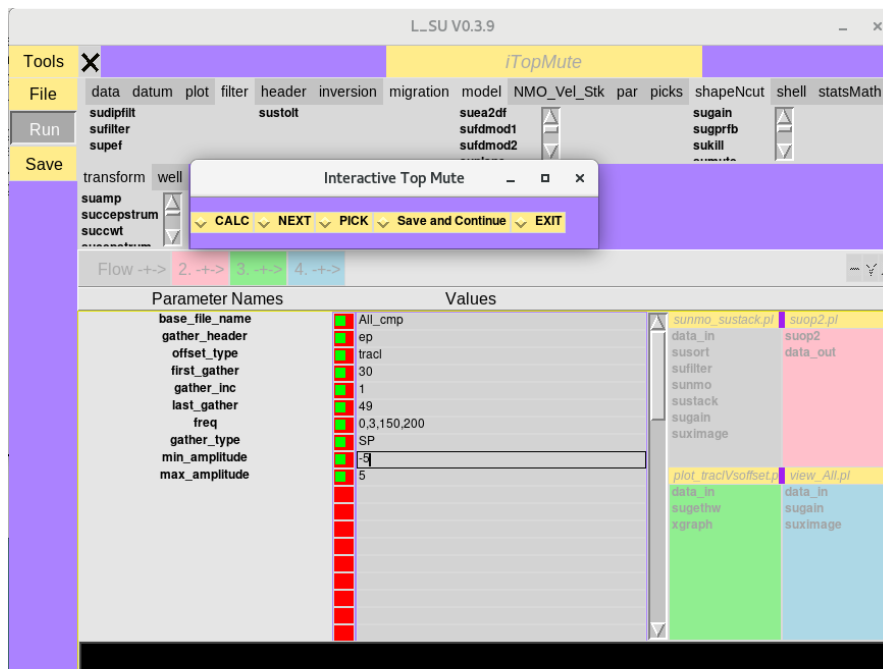 L_SU V0.3.9
Tools
iTopMute
File
data datum plot filter header inversion migration model NMO_Vel_Stk par picks shapeNcut shell statsMath
Run
Save
sudipfilt sustolt suea2df sugain
sufilter sufdmod1 sugprfb
supef sufdmod2 sukill
transform well
suamp
succepstrum
succwt
Interactive Top Mute
CALC NEXT PICK Save and Continue EXIT
Flow -+-> 2. -+-> 3. -+-> 4. -+->
Parameter Names Values
base_file_name All_cmp
gather_header ep
offset_type tracl
first_gather 30
gather_inc 1
last_gather 49
freq 0,3,150,200
gather_type SP
min_amplitude -5
max_amplitude 5
sunmo_sustack.pl suop2.pl
data_in suop2
susort data_out
sufilter
sunmo
sustack
sugain
suximage
plot_traclVsoffset.p view_All.pl
data_in data_in
sugethw sugain
xgraph suximage